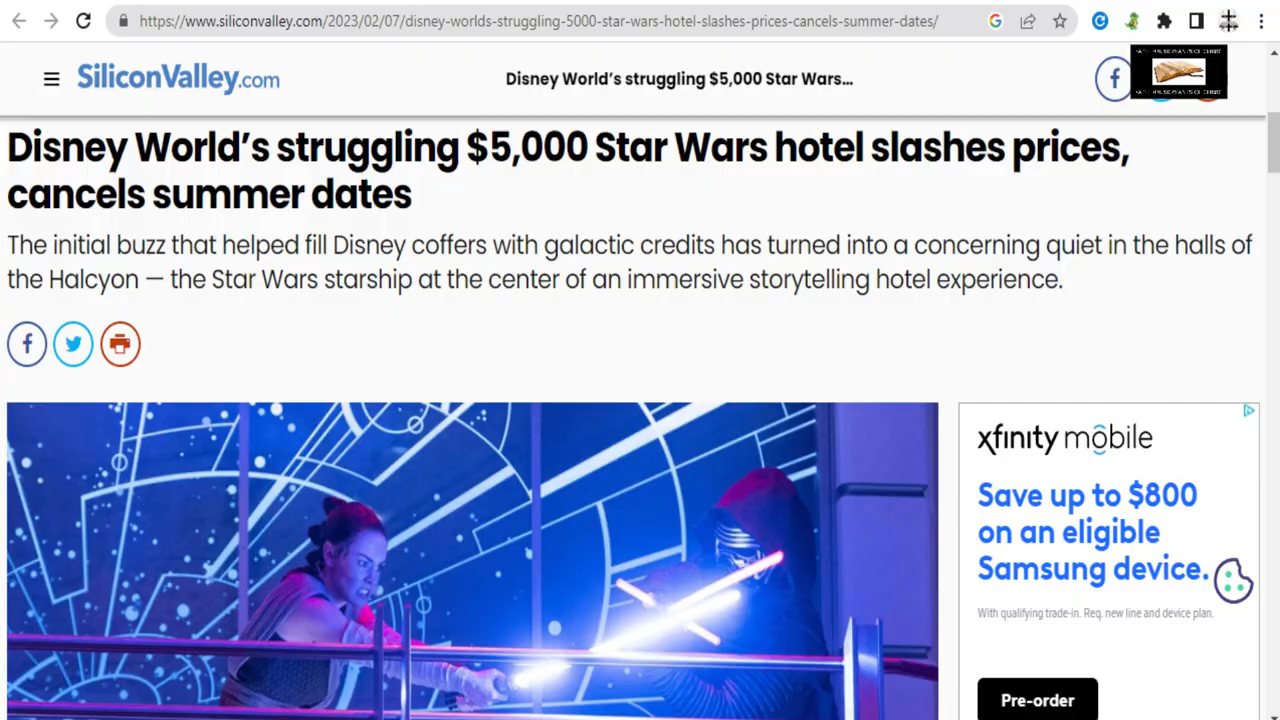 https://www.siliconvalley.com/2023/02/07/disney-worlds-struggling-5000-star-wars-hotel-slashes-prices-cancels-summer-dates/
SiliconValley.com
Disney World’s struggling $5,000 Star Wars...
Disney World’s struggling $5,000 Star Wars hotel slashes prices,
cancels summer dates
The initial buzz that helped fill Disney coffers with galactic credits has turned into a concerning quiet in the halls of
the Halcyon — the Star Wars starship at the center of an immersive storytelling hotel experience.
xfinity mobile
Save up to $800
on an eligible
Samsung device.
With qualifying trade-in. Req. new line and device plan.
Pre-order